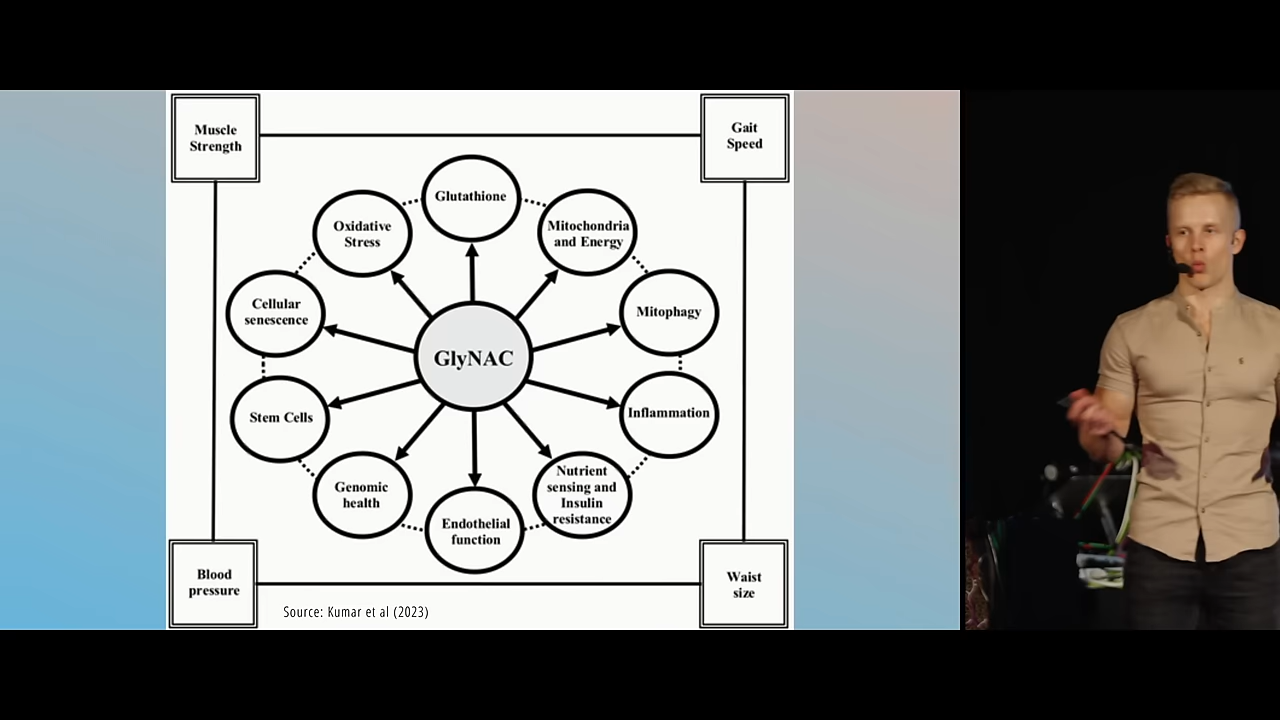 Muscle
Strength
Gait
Speed
Glutathione
Oxidative
Stress
Mitochondria
and Energy
Cellular
senescence
Mitophagy
GlyNAC
Stem Cells
Inflammation
Genomic
health
Nutrient
sensing and
Insulin
resistance
Endothelial
function
Blood
pressure
Waist
size
Source: Kumar et al (2023)